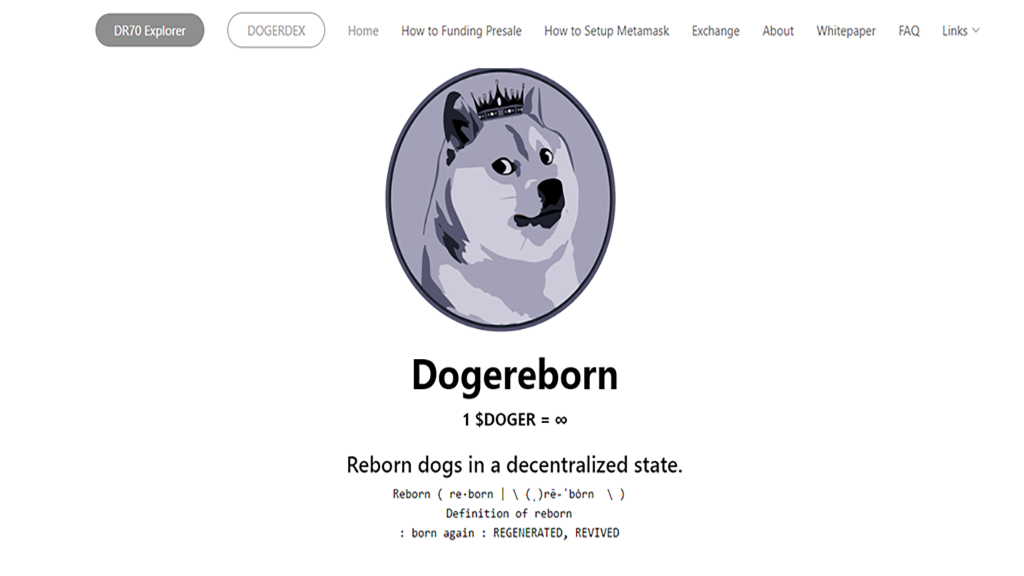 DR70 Explorer DOGERDEX Home How to Funding Presale How to Setup Metamask Exchange About Whitepaper FAQ Links
Dogereborn
1 $DOGER = ∞
Reborn dogs in a decentralized state.
Reborn ( re·born | \ (ˌ)rē-ˈbȯrn \ )
Definition of reborn
: born again : REGENERATED, REVIVED